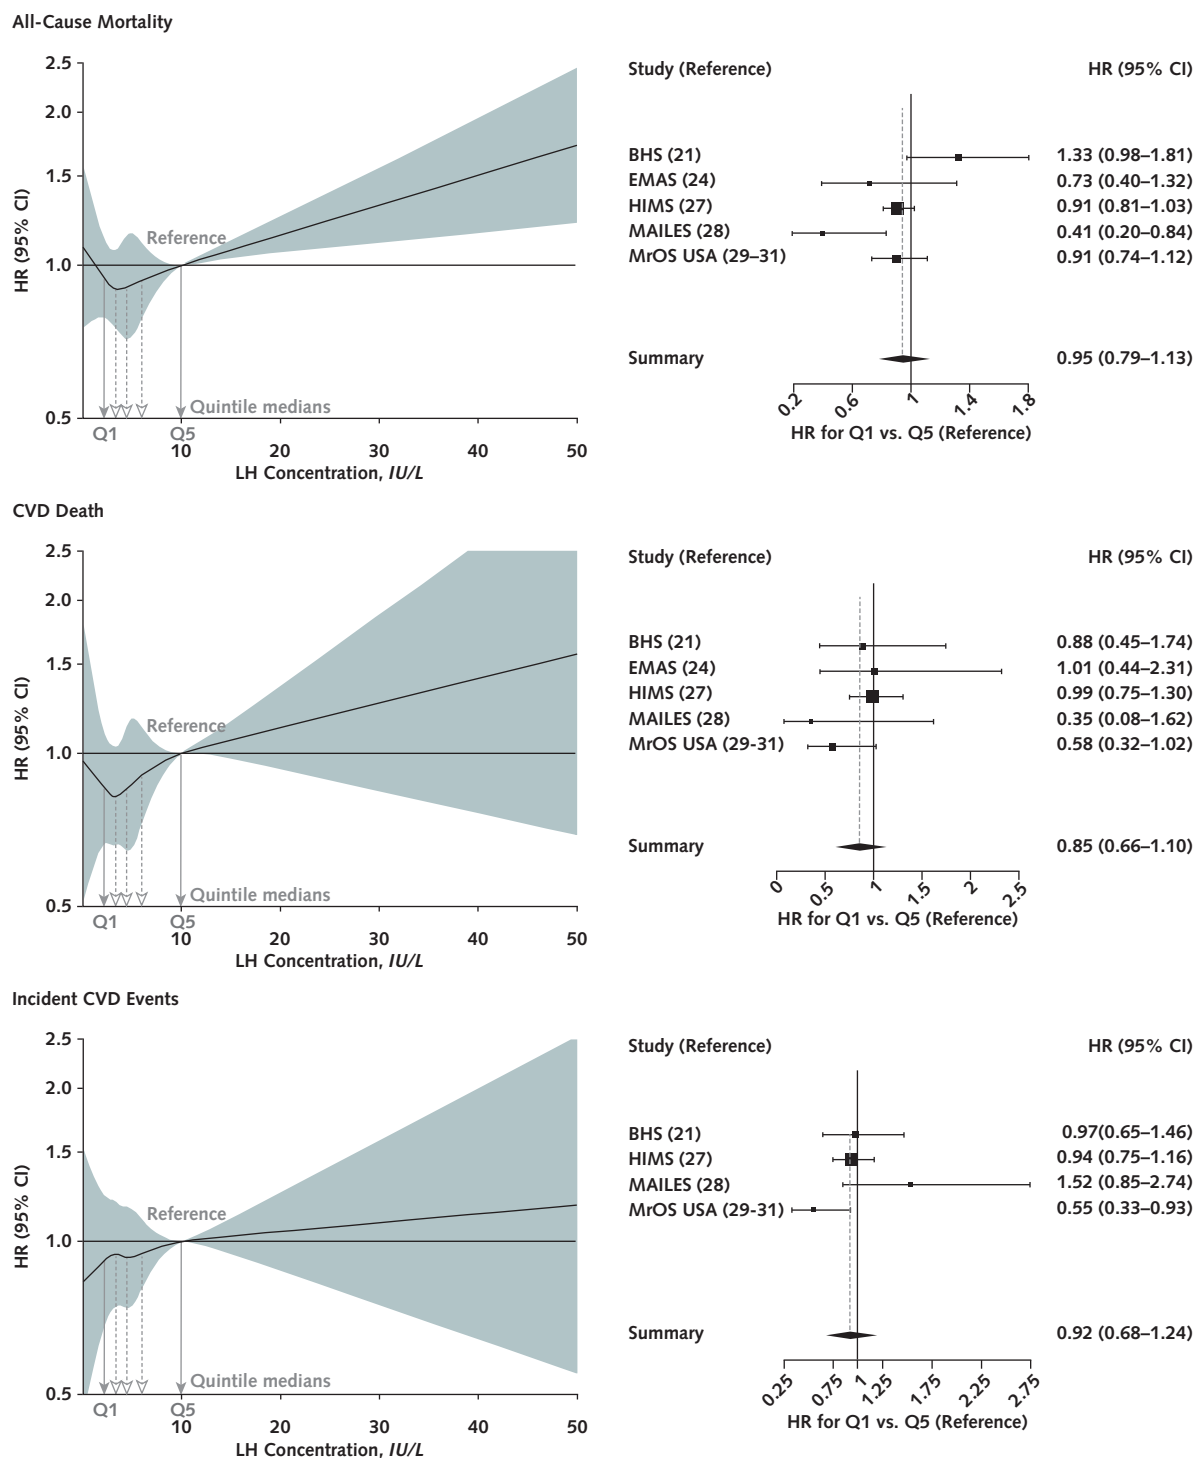 All-Cause Mortality
Study (Reference) HR (95% CI)
2.5
2.0
1.5
1.0
0.5
HR (95% CI)
Reference
Quintile medians
Q1 Q5
10 20 30 40 50
LH Concentration, IU/L
BHS (21) 1.33 (0.98–1.81)
EMAS (24) 0.73 (0.40–1.32)
HIMS (27) 0.91 (0.81–1.03)
MAILES (28) 0.41 (0.20–0.84)
MrOS USA (29–31) 0.91 (0.74–1.12)
Summary 0.95 (0.79–1.13)
0.2 0.6 1 1.4 1.8
HR for Q1 vs. Q5 (Reference)
CVD Death
Study (Reference) HR (95% CI)
2.5
2.0
1.5
1.0
0.5
HR (95% CI)
Reference
Quintile medians
Q1 Q5
10 20 30 40 50
LH Concentration, IU/L
BHS (21) 0.88 (0.45–1.74)
EMAS (24) 1.01 (0.44–2.31)
HIMS (27) 0.99 (0.75–1.30)
MAILES (28) 0.35 (0.08–1.62)
MrOS USA (29-31) 0.58 (0.32–1.02)
Summary 0.85 (0.66–1.10)
0 0.5 1 1.5 2 2.5
HR for Q1 vs. Q5 (Reference)
Incident CVD Events
Study (Reference) HR (95% CI)
2.5
2.0
1.5
1.0
0.5
HR (95% CI)
Reference
Quintile medians
Q1 Q5
10 20 30 40 50
LH Concentration, IU/L
BHS (21) 0.97(0.65–1.46)
HIMS (27) 0.94 (0.75–1.16)
MAILES (28) 1.52 (0.85–2.74)
MrOS USA (29-31) 0.55 (0.33–0.93)
Summary 0.92 (0.68–1.24)
0.25 0.75 1 1.25 1.75 2.25 2.75
HR for Q1 vs. Q5 (Reference)